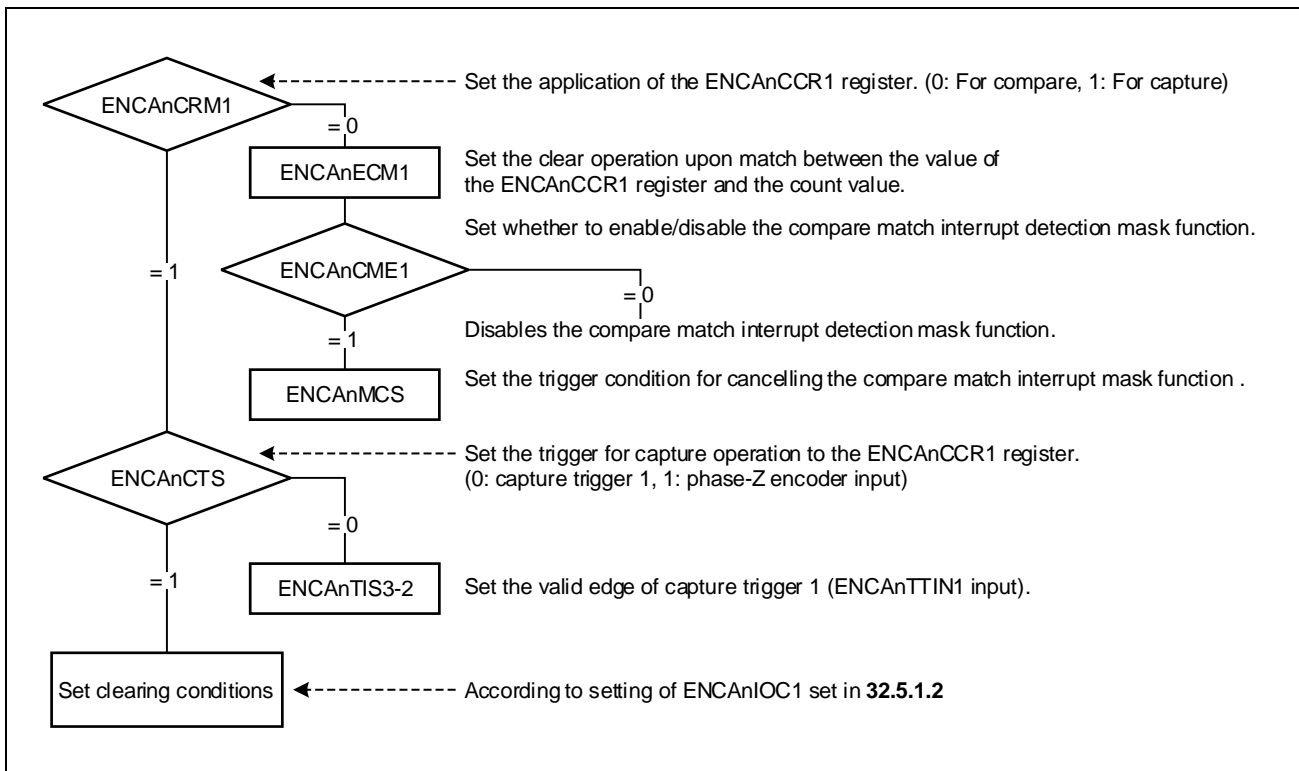 Set the application of the ENCAnCCR1 register. (0: For compare, 1: For capture)
ENCAnCRM1
= 0
Set the clear operation upon match between the value of
the ENCAnCCR1 register and the count value.
ENCAnECM1
Set whether to enable/disable the compare match interrupt detection mask function.
= 1
ENCAnCME1
= 0
Disables the compare match interrupt detection mask function.
= 1
Set the trigger condition for cancelling the compare match interrupt mask function .
ENCAnMCS
Set the trigger for capture operation to the ENCAnCCR1 register.
(0: capture trigger 1, 1: phase-Z encoder input)
ENCAnCTS
= 0
= 1
ENCAnTIS3-2
Set the valid edge of capture trigger 1 (ENCAnTTIN1 input).
Set clearing conditions
According to setting of ENCAnIOC1 set in 32.5.1.2